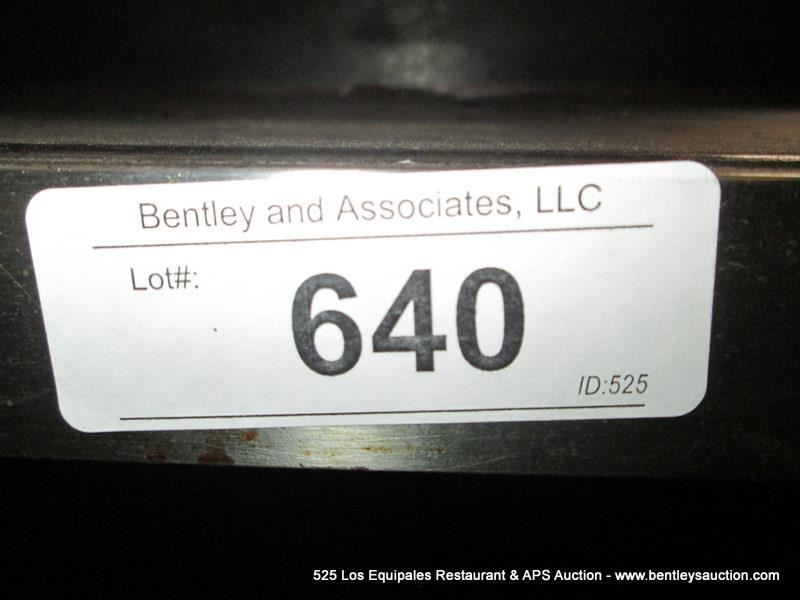 Bentley and Associates, LLC
Lot#:
640
ID:525
525 Los Equipales Restaurant & APS Auction - www.bentleysauction.com